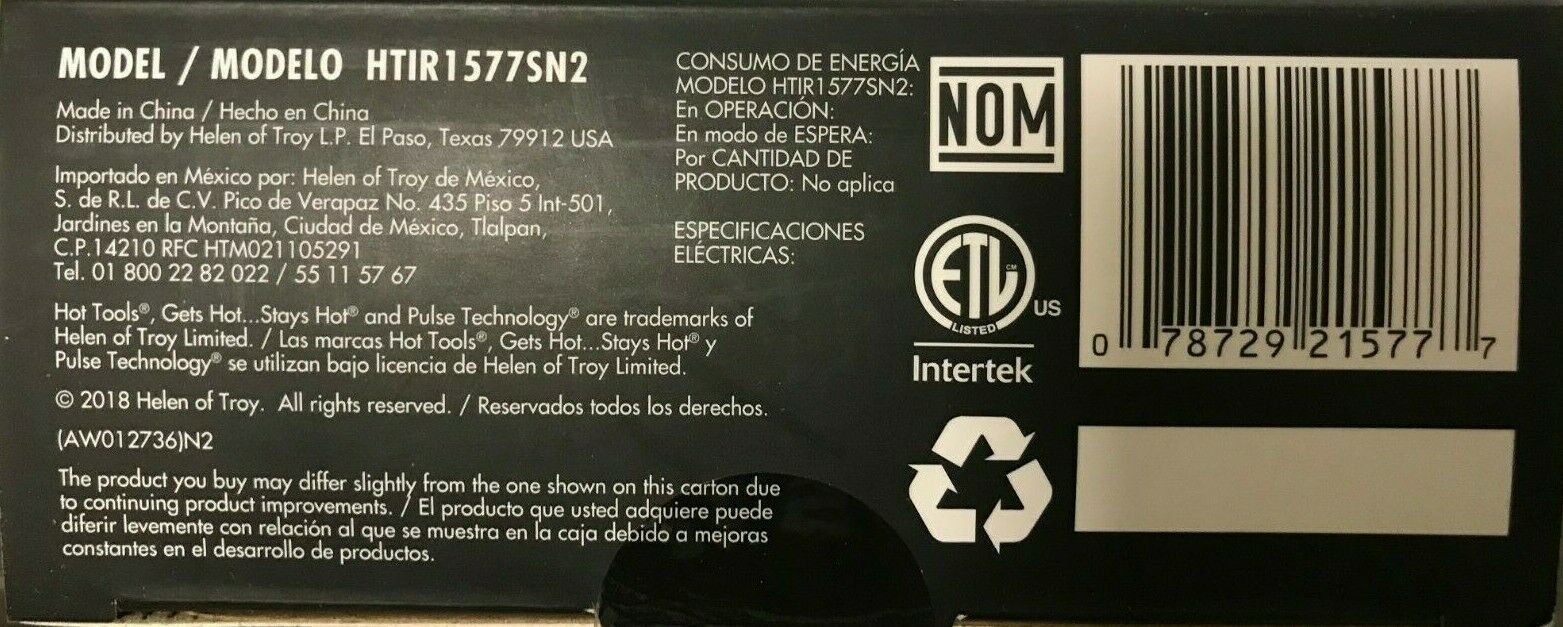 MODEL / MODELO HTIR1577SN2
Made in China / Hecho en China
Distributed by Helen of Troy L.P. El Paso, Texas 79912 USA
Importado en México por: Helen of Troy de México,
S. de R.L. de C.V. Pico de Verapaz No. 435 Piso 5 Int-501,
Jardines en la Montaña, Ciudad de México, Tlalpan,
C.P.14210 RFC HTM021105291
Tel. 01 800 22 82 022 / 55 11 57 67
Hot Tools®, Gets Hot...Stays Hot® and Pulse Technology® are trademarks of
Helen of Troy Limited. / Las marcas Hot Tools®, Gets Hot...Stays Hot® y
Pulse Technology® se utilizan bajo licencia de Helen of Troy Limited.
© 2018 Helen of Troy. All rights reserved. / Reservados todos los derechos.
(AW012736)N2
The product you buy may differ slightly from the one shown on this carton due
to continuing product improvements. / El producto que usted adquiere puede
diferir levemente con relación al que se muestra en la caja debido a mejoras
constantes en el desarrollo de productos.
CONSUMO DE ENERGÍA
MODELO HTIR1577SN2:
En OPERACIÓN:
En modo de ESPERA:
Por CANTIDAD DE
PRODUCTO: No aplica
ESPECIFICACIONES
ELÉCTRICAS:
NOM
ETL CM
LISTED
US
Intertek
0 78729 21577 7